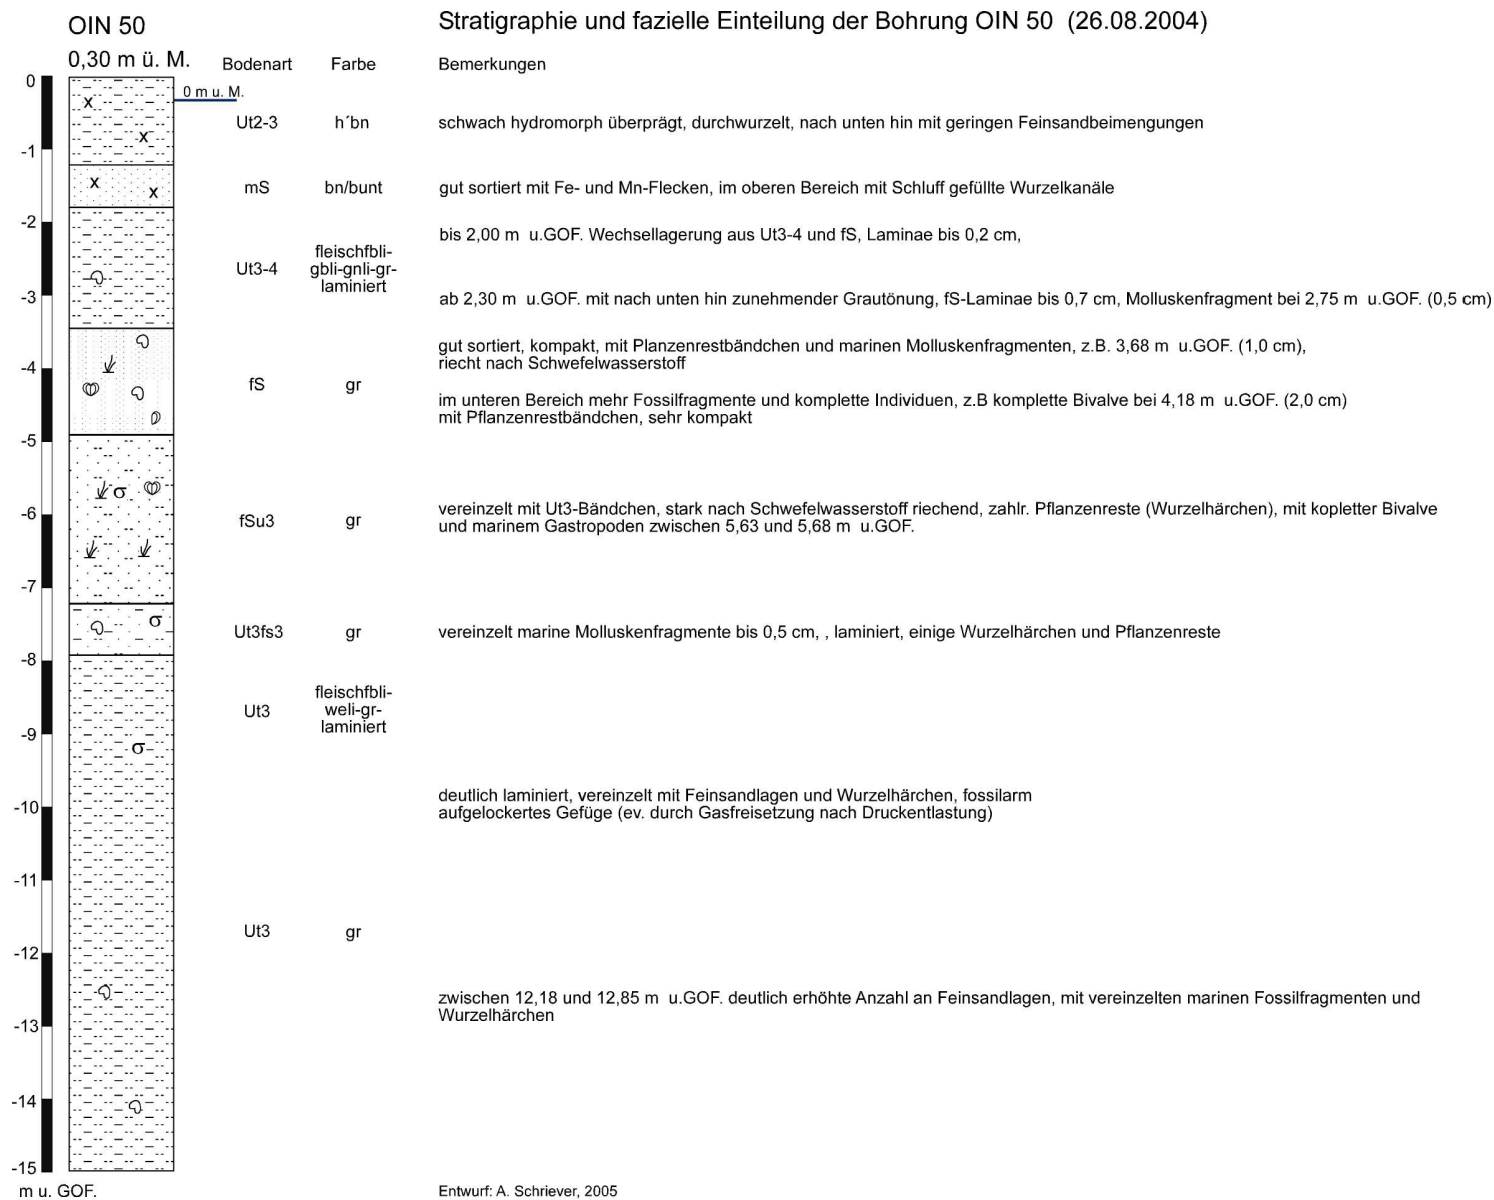 OIN 50
Stratigraphie und fazielle Einteilung der Bohrung OIN 50 (26.08.2004)
0,30 m ü. M.
Bodenart
Farbe
Bemerkungen
0
0 m u. M.
x
Ut2-3
h´bn
schwach hydromorph überprägt, durchwurzelt, nach unten hin mit geringen Feinsandbeimengungen
x
-1
x
mS
bn/bunt
gut sortiert mit Fe- und Mn-Flecken, im oberen Bereich mit Schluff gefüllte Wurzelkanäle
x
-2
bis 2,00 m u.GOF. Wechsellagerung aus Ut3-4 und fS, Laminae bis 0,2 cm,
Ut3-4
fleischfbli-
gbli-gnli-gr-
laminiert
-3
ab 2,30 m u.GOF. mit nach unten hin zunehmender Grautönung, fS-Laminae bis 0,7 cm, Molluskenfragment bei 2,75 m u.GOF. (0,5 cm)
gut sortiert, kompakt, mit Planzenrestbändchen und marinen Molluskenfragmenten, z.B. 3,68 m u.GOF. (1,0 cm),
riecht nach Schwefelwasserstoff
-4
fS
gr
im unteren Bereich mehr Fossilfragmente und komplette Individuen, z.B komplette Bivalve bei 4,18 m u.GOF. (2,0 cm)
mit Pflanzenrestbändchen, sehr kompakt
-5
σ
-6
fSu3
gr
vereinzelt mit Ut3-Bändchen, stark nach Schwefelwasserstoff riechend, zahlr. Pflanzenreste (Wurzelhärchen), mit kopletter Bivalve
und marinem Gastropoden zwischen 5,63 und 5,68 m u.GOF.
-7
σ
Ut3fs3
gr
vereinzelt marine Molluskenfragmente bis 0,5 cm, , laminiert, einige Wurzelhärchen und Pflanzenreste
-8
Ut3
fleischfbli-
weli-gr-
laminiert
-9
σ
deutlich laminiert, vereinzelt mit Feinsandlagen und Wurzelhärchen, fossilarm
aufgelockertes Gefüge (ev. durch Gasfreisetzung nach Druckentlastung)
-10
-11
Ut3
gr
-12
zwischen 12,18 und 12,85 m u.GOF. deutlich erhöhte Anzahl an Feinsandlagen, mit vereinzelten marinen Fossilfragmenten und
Wurzelhärchen
-13
-14
-15
m u. GOF.
Entwurf: A. Schriever, 2005